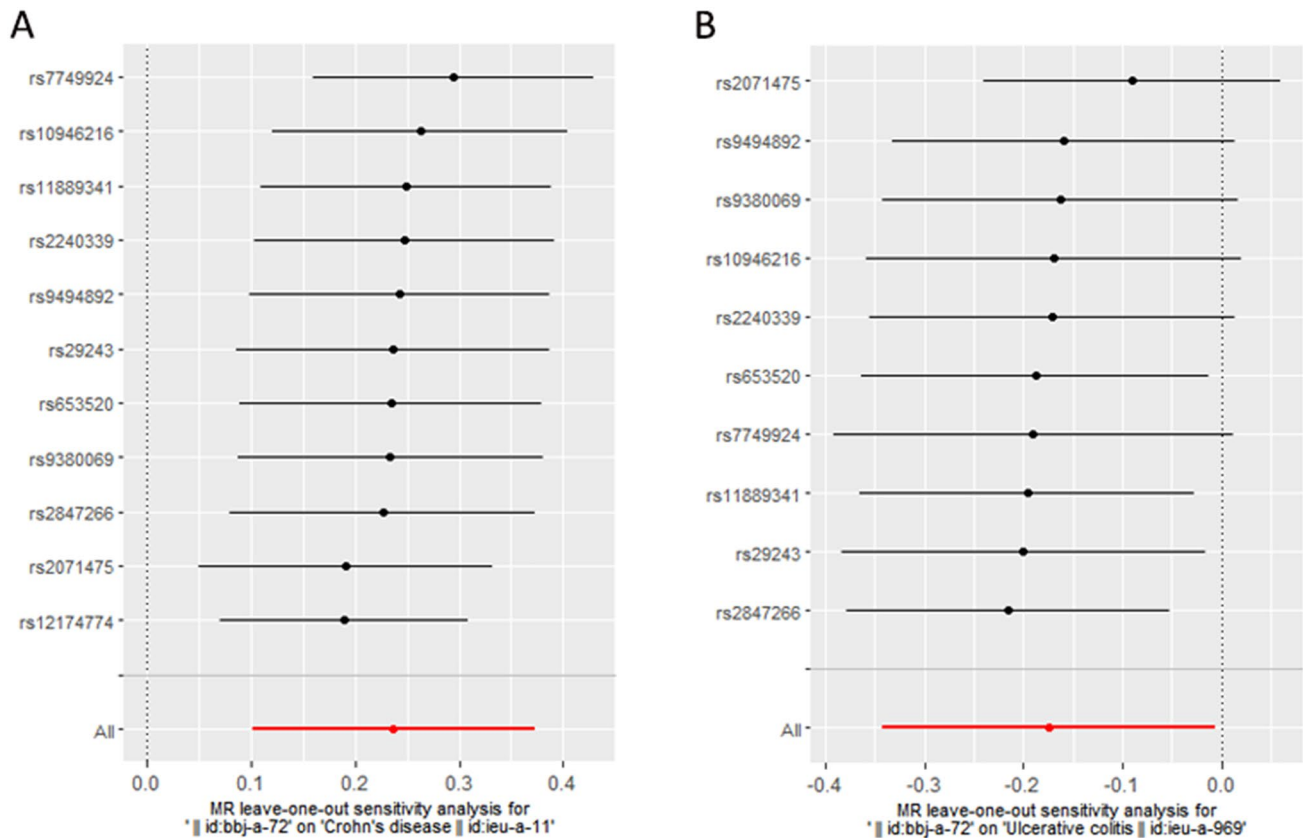 A
rs7749924
rs10946216
rs11889341
rs2240339
rs9494892
rs29243
rs653520
rs9380069
rs2847266
rs2071475
rs12174774
All
0.0 0.1 0.2 0.3 0.4
MR leave-one-out sensitivity analysis for
' || id:bbj-a-72' on 'Crohn's disease || id:ieu-a-11'
B
rs2071475
rs9494892
rs9380069
rs10946216
rs2240339
rs653520
rs7749924
rs11889341
rs29243
rs2847266
All
-0.4 -0.3 -0.2 -0.1 0.0
MR leave-one-out sensitivity analysis for
' || id:bbj-a-72' on 'Ulcerative colitis || id:ieu-a-969'